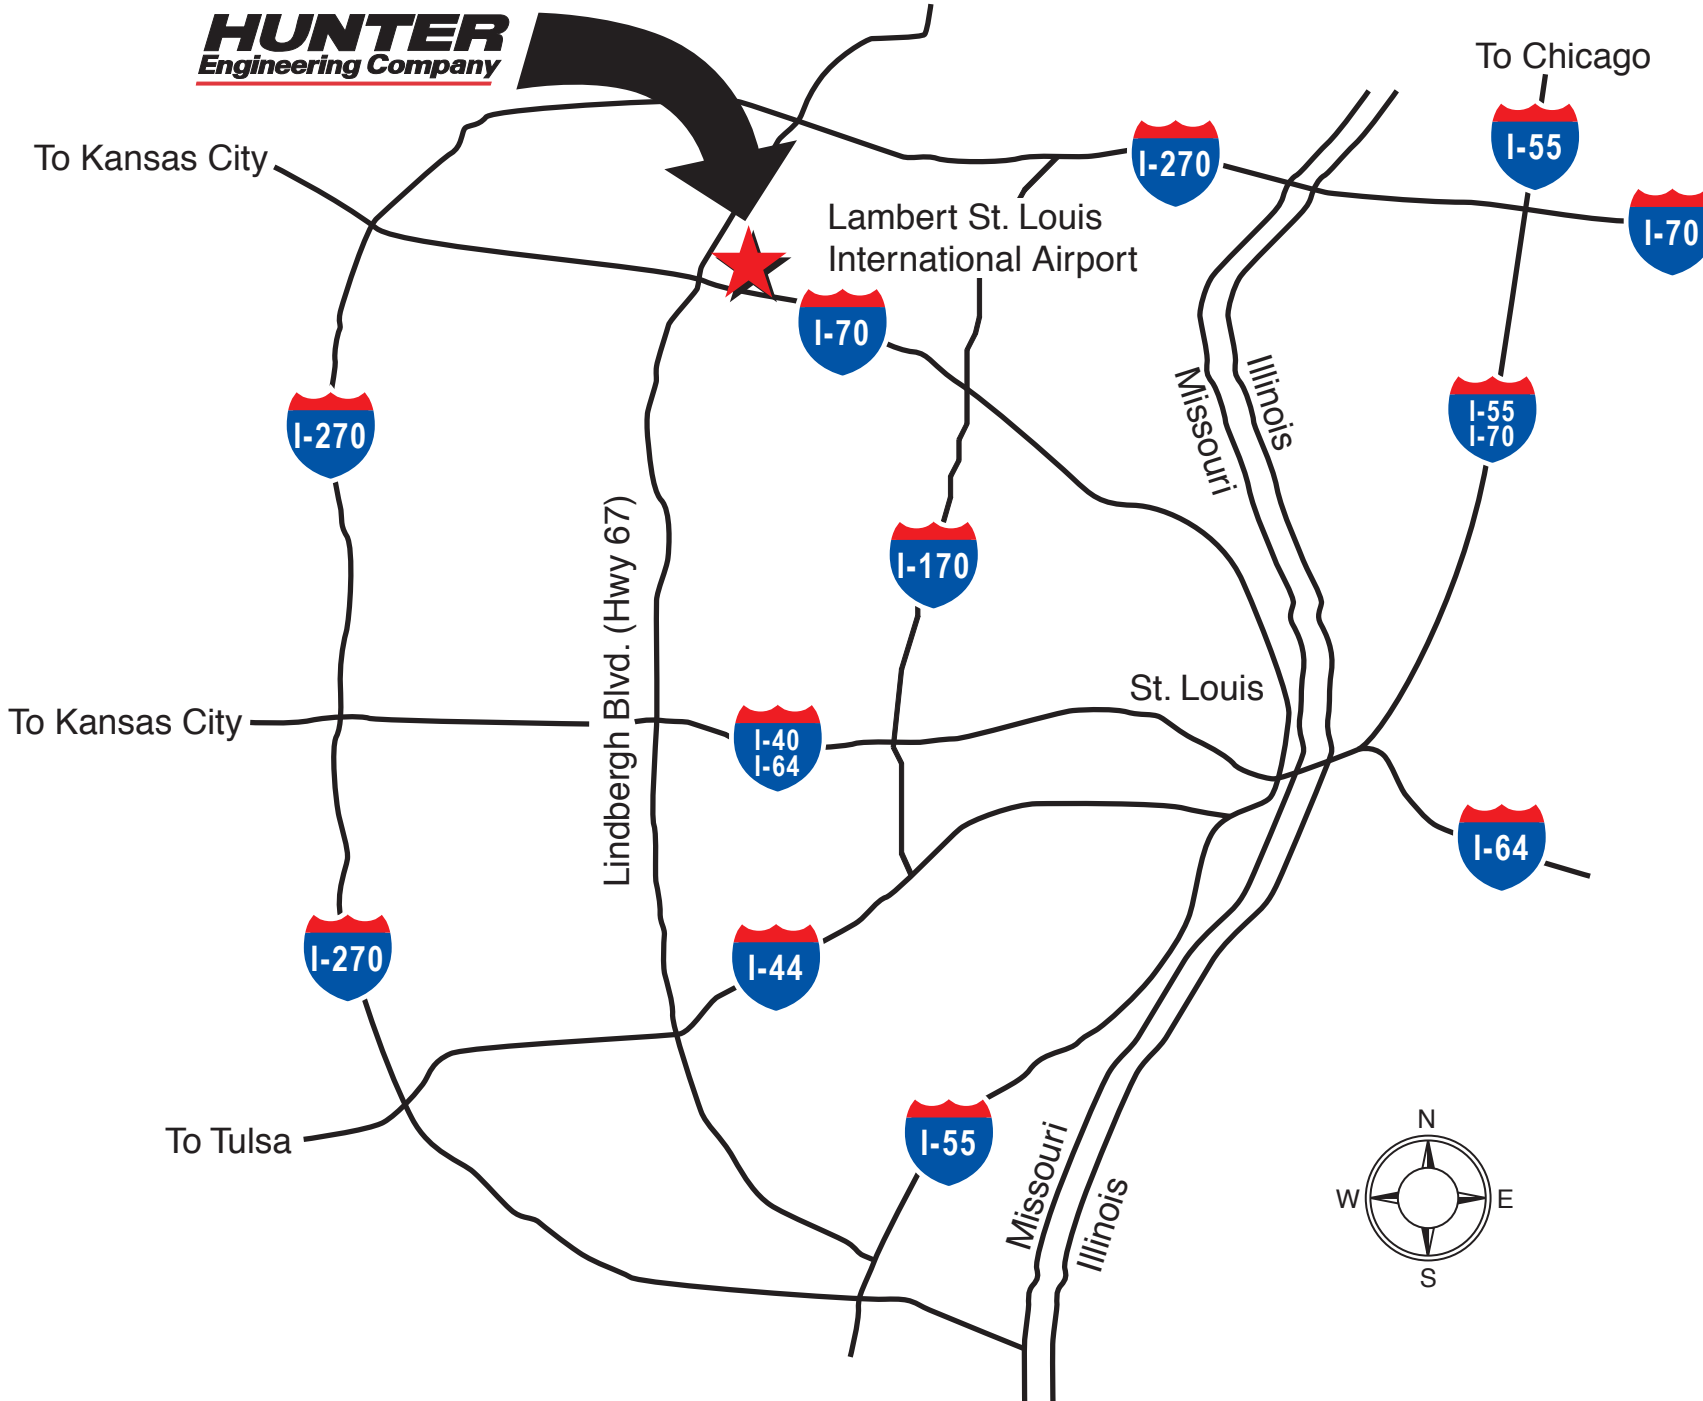 HUNTER
Engineering Company
To Chicago
I-55
To Kansas City
I-270
Lambert St. Louis
International Airport
I-70
I-70
Missouri
Illinois
I-270
I-55
I-70
Lindbergh Blvd. (Hwy 67)
I-170
St. Louis
To Kansas City
I-40
I-64
I-64
I-270
I-44
To Tulsa
I-55
Missouri
Illinois
N
W
E
S